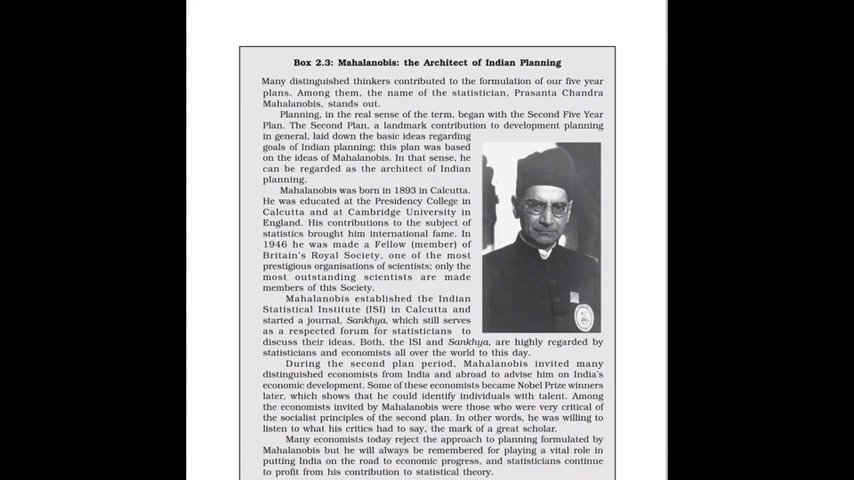 Box 2.3: Mahalanobis: the Architect of Indian Planning
Many distinguished thinkers contributed to the formulation of our five year
plans. Among them, the name of the statistician, Prasanta Chandra
Mahalanobis, stands out.
Planning, in the real sense of the term, began with the Second Five Year
Plan. The Second Plan, a landmark contribution to development planning
in general, laid down the basic ideas regarding
goals of Indian planning; this plan was based
on the ideas of Mahalanobis. In that sense, he
can be regarded as the architect of Indian
planning.
Mahalanobis was born in 1893 in Calcutta.
He was educated at the Presidency College in
Calcutta and at Cambridge University in
England. His contributions to the subject of
statistics brought him international fame. In
1946 he was made a Fellow (member) of
Britain's Royal Society, one of the most
prestigious organisations of scientists; only the
most outstanding scientists are made
members of this Society.
Mahalanobis established the Indian
Statistical Institute (ISI) in Calcutta and
started a journal, Sankhya, which still serves
as a respected forum for statisticians to
discuss their ideas. Both, the ISI and Sankhya, are highly regarded by
statisticians and economists all over the world to this day.
During the second plan period, Mahalanobis invited many
distinguished economists from India and abroad to advise him on India's
economic development. Some of these economists became Nobel Prize winners
later, which shows that he could identify individuals with talent. Among
the economists invited by Mahalanobis were those who were very critical of
the socialist principles of the second plan. In other words, he was willing to
listen to what his critics had to say, the mark of a great scholar.
Many economists today reject the approach to planning formulated by
Mahalanobis but he will always be remembered for playing a vital role in
putting India on the road to economic progress, and statisticians continue
to profit from his contribution to statistical theory.